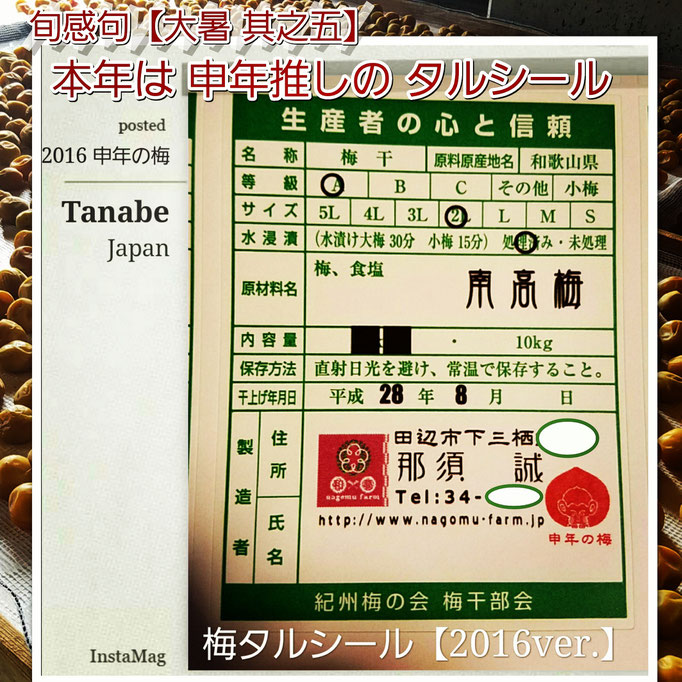 旬感句【大暑 其之五】
本年は 申年推しの タルシール
posted
2016 申年の梅
Tanabe
Japan
InstaMag
生産者の心と信頼
名称 梅干 原料原産地名 和歌山県
等級 A B C その他 小梅
サイズ 5L 4L 3L 2L L M S
水浸漬 (水漬け大梅30分 小梅15分) 処理済み・未処理
原材料名 梅、食塩
南高梅
内容量 ・ 10kg
保存方法 直射日光を避け、常温で保存すること。
干上げ年月日 平成 28 年 8 月 日
製造者 住所 氏名
田辺市下三栖
那須 誠
Tel:34-
http://www.nagomu-farm.jp
nagomu farm
申年の梅
紀州梅の会 梅干部会
梅タルシール【2016ver.】